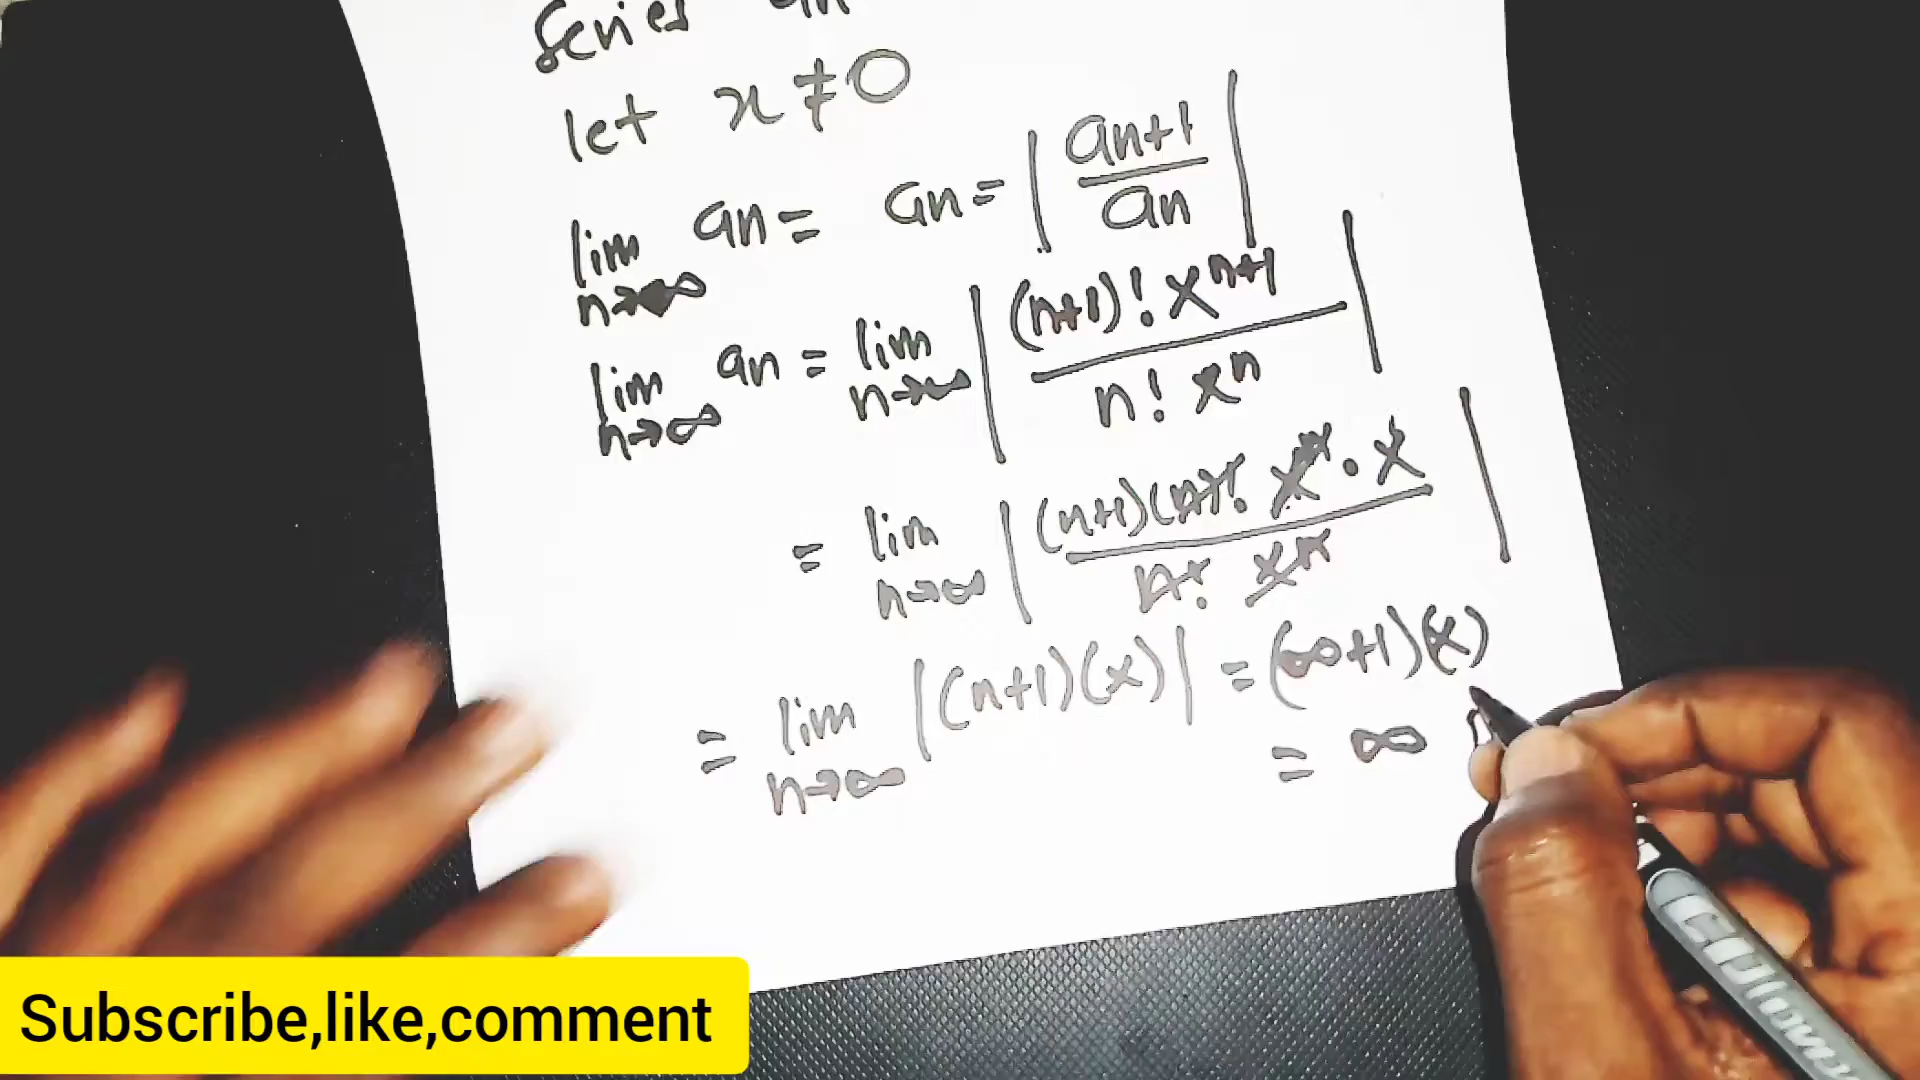 Series an
let x ≠ 0
lim n→∞ an = an = | an+1 / an |
lim n→∞ an = lim n→∞ | (n+1)! x^n+1 / n! x^n |
= lim n→∞ | (n+1)(n)! x^n · x / n! x^n |
= lim n→∞ |(n+1)(x)| = (∞+1)(x)
= ∞
Subscribe,like,comment